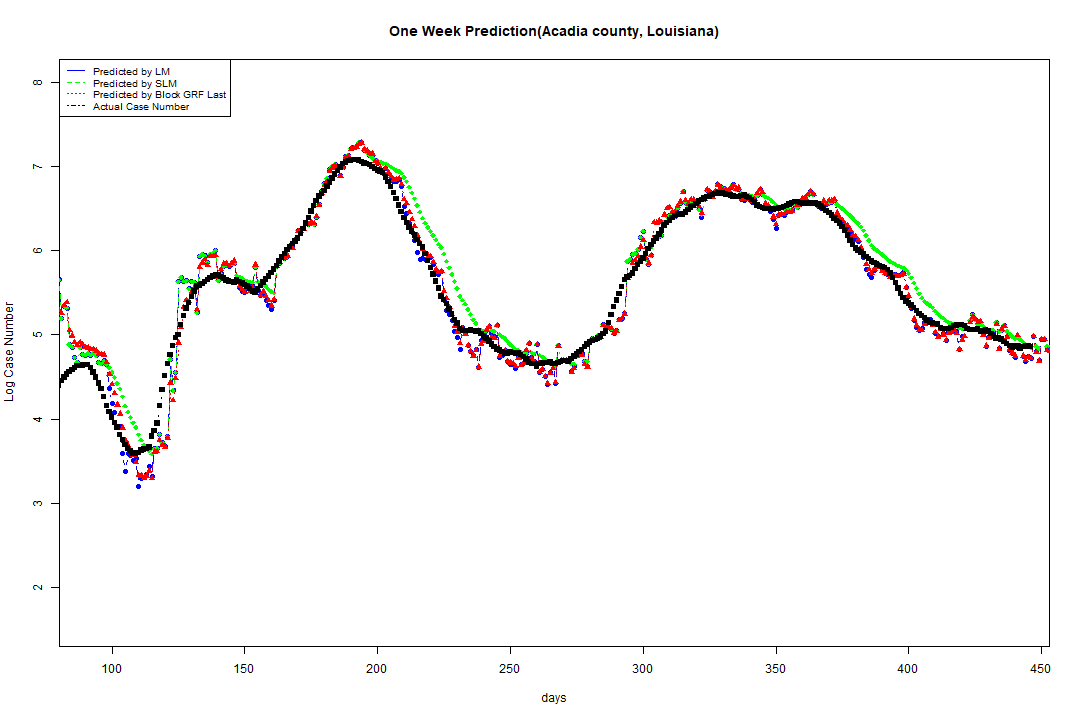 One Week Prediction(Acadia county, Louisiana)
Predicted by LM
Predicted by SLM
Predicted by Block GRF Last
Actual Case Number
8
7
6
5
4
3
2
Log Case Number
100 150 200 250 300 350 400 450
days